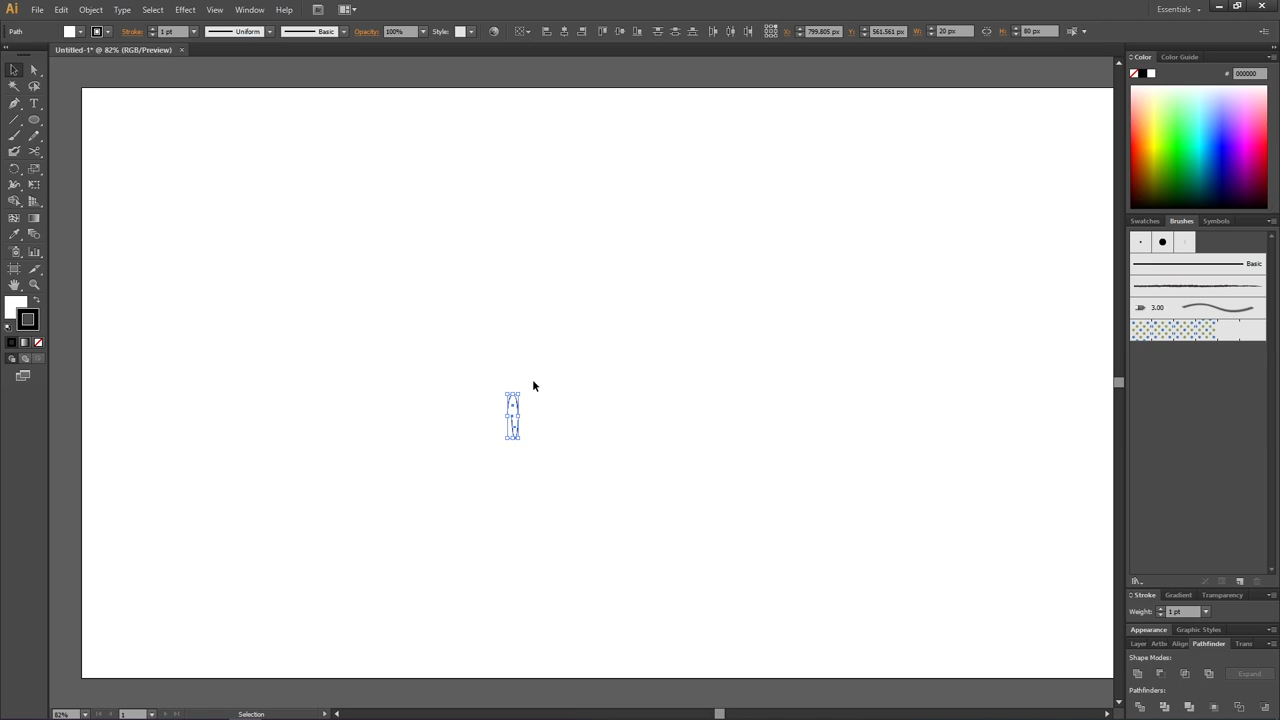 Ai File Edit Object Type Select Effect View Window Help Br Essentials
Path Stroke: 1 pt Uniform Basic Opacity: 100% Style: X: 799.805 px Y: 561.561 px W: 20 px H: 80 px
Untitled-1* @ 82% (RGB/Preview) ×
Color Color Guide
# 000000
T
Swatches Brushes Symbols
Basic
3.00
Stroke Gradient Transparency
Weight: 1 pt
Appearance Graphic Styles
Layer Artb Align Pathfinder Trans
Shape Modes:
Expand
Pathfinders:
82% 1 Selection